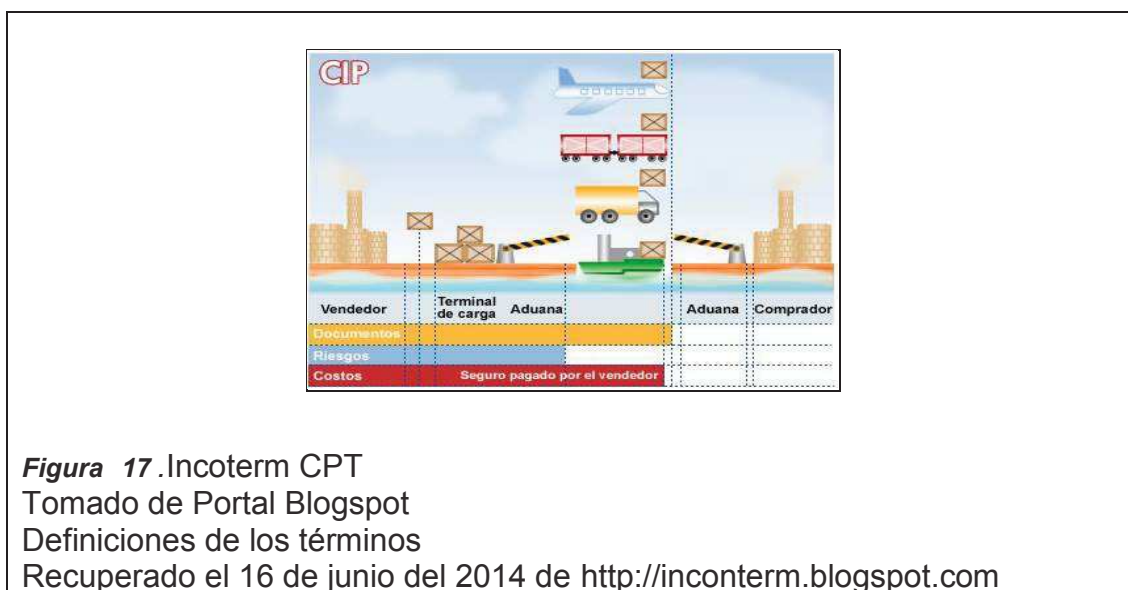 CIP
Vendedor Terminal de carga Aduana Aduana Comprador
Documentos
Riesgos
Costos Seguro pagado por el vendedor
Figura 17 .Incoterm CPT
Tomado de Portal Blogspot
Definiciones de los términos
Recuperado el 16 de junio del 2014 de http://inconterm.blogspot.com